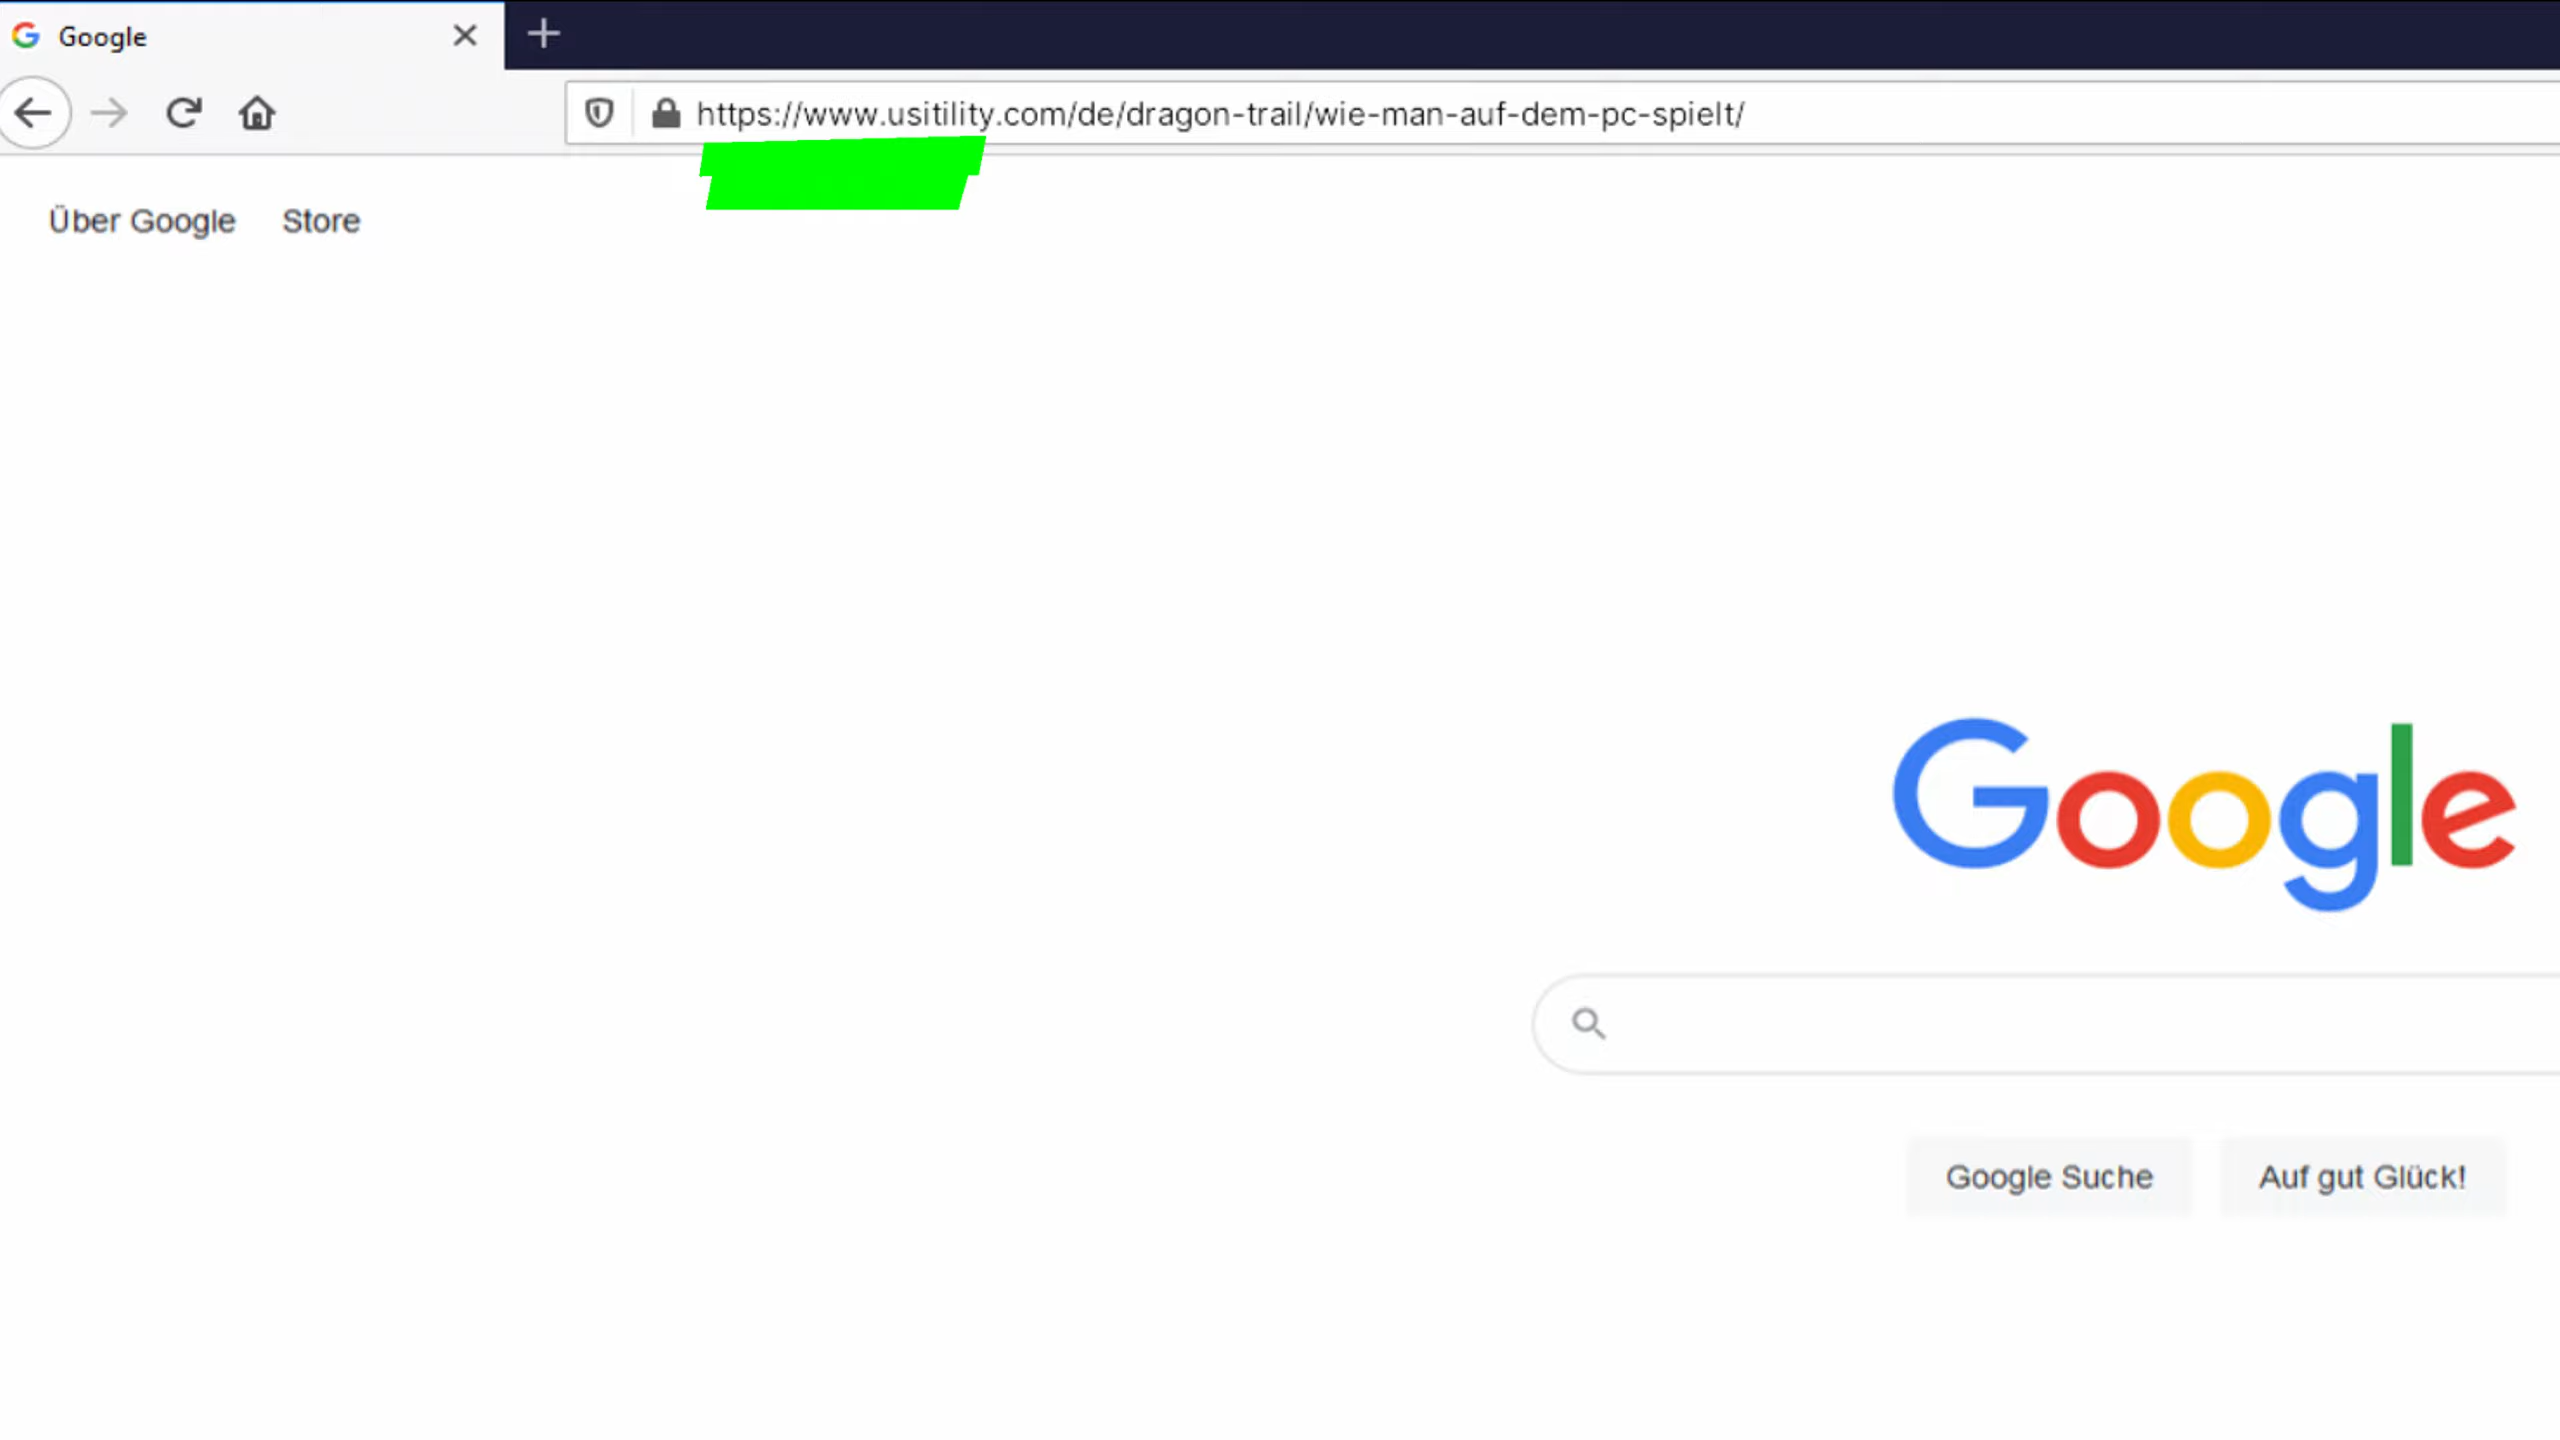 Google
https://www.usitility.com/de/dragon-trail/wie-man-auf-dem-pc-spielt/
Über Google Store
Google
Google Suche Auf gut Glück!